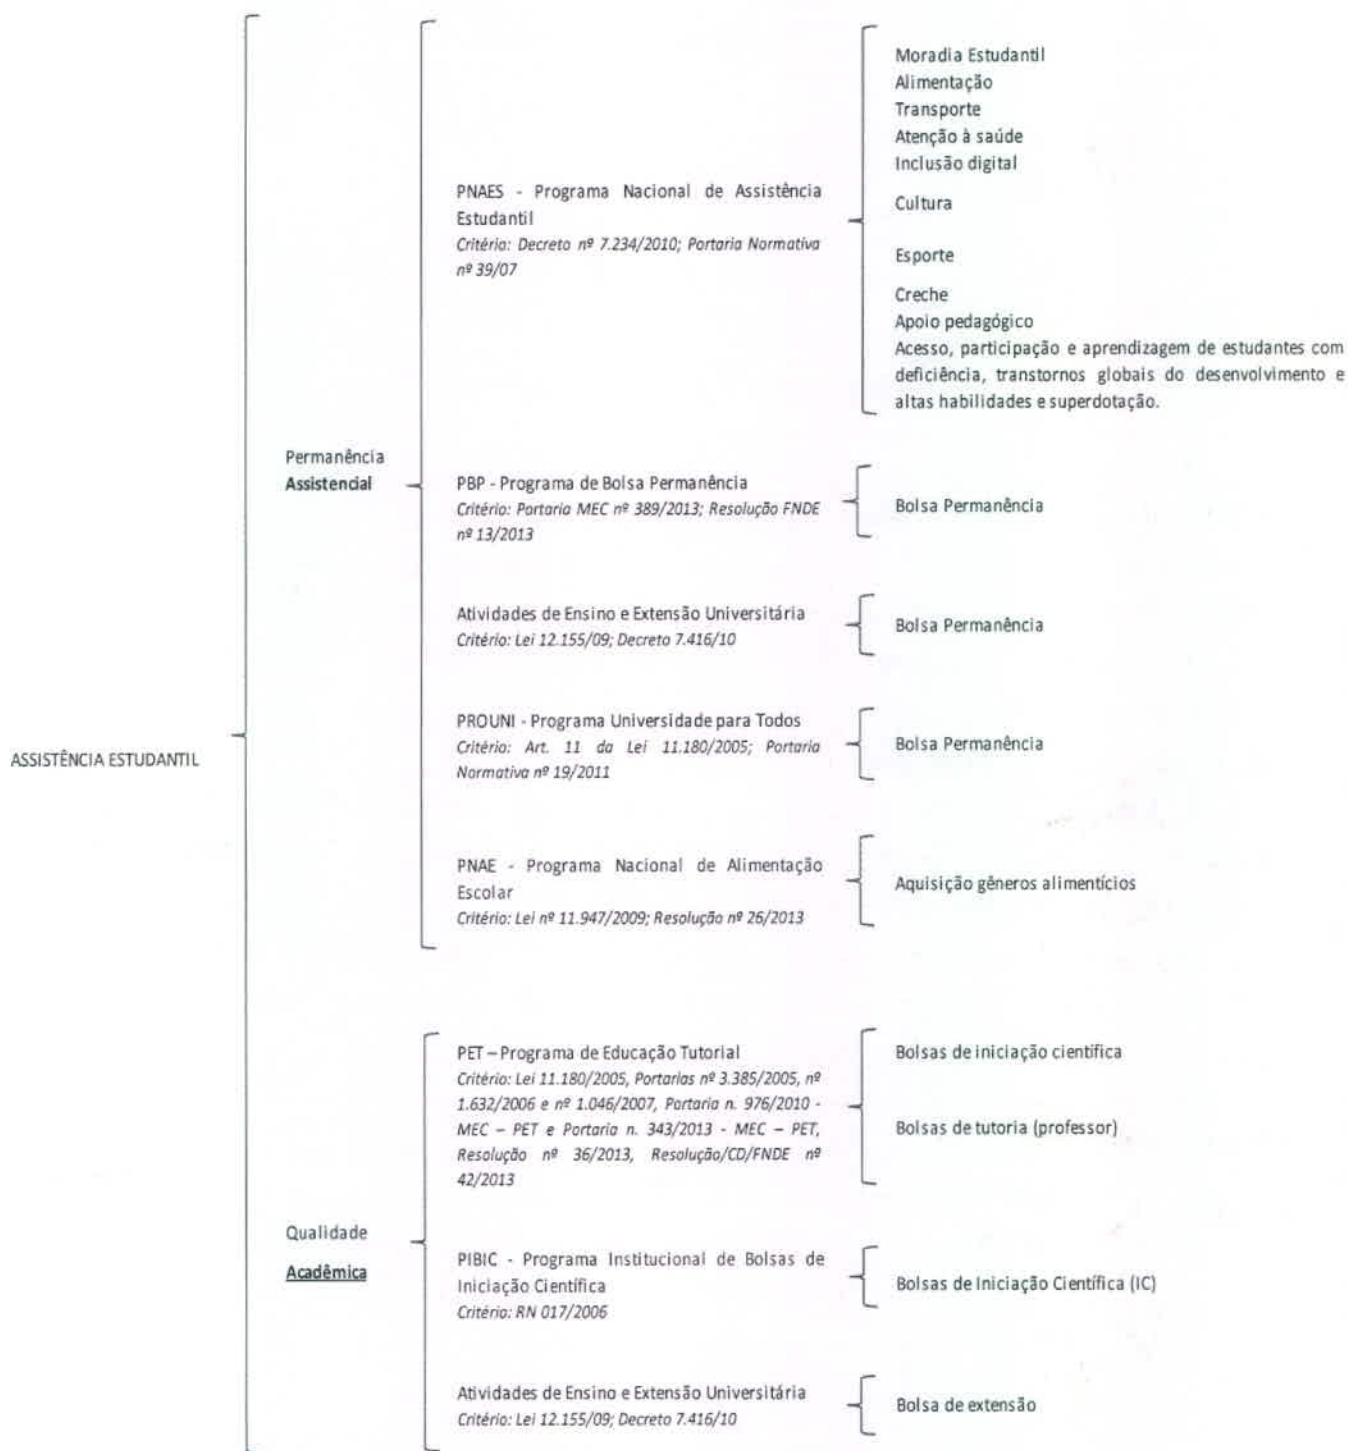 ASSISTÊNCIA ESTUDANTIL
Permanência
Assistencial
PNAES - Programa Nacional de Assistência
Estudantil
Critério: Decreto nº 7.234/2010; Portaria Normativa
nº 39/07
Moradia Estudantil
Alimentação
Transporte
Atenção à saúde
Inclusão digital
Cultura
Esporte
Creche
Apoio pedagógico
Acesso, participação e aprendizagem de estudantes com
deficiência, transtornos globais do desenvolvimento e
altas habilidades e superdotação.
PBP - Programa de Bolsa Permanência
Critério: Portaria MEC nº 389/2013; Resolução FNDE
nº 13/2013
Bolsa Permanência
Atividades de Ensino e Extensão Universitária
Critério: Lei 12.155/09; Decreto 7.416/10
Bolsa Permanência
PROUNI - Programa Universidade para Todos
Critério: Art. 11 da Lei 11.180/2005; Portaria
Normativa nº 19/2011
Bolsa Permanência
PNAE - Programa Nacional de Alimentação
Escolar
Critério: Lei nº 11.947/2009; Resolução nº 26/2013
Aquisição gêneros alimentícios
Qualidade
Acadêmica
PET – Programa de Educação Tutorial
Critério: Lei 11.180/2005, Portarias nº 3.385/2005, nº
1.632/2006 e nº 1.046/2007, Portaria n. 976/2010 -
MEC – PET e Portaria n. 343/2013 - MEC – PET,
Resolução nº 36/2013, Resolução/CD/FNDE nº
42/2013
Bolsas de iniciação científica
Bolsas de tutoria (professor)
PIBIC - Programa Institucional de Bolsas de
Iniciação Científica
Critério: RN 017/2006
Bolsas de Iniciação Científica (IC)
Atividades de Ensino e Extensão Universitária
Critério: Lei 12.155/09; Decreto 7.416/10
Bolsa de extensão